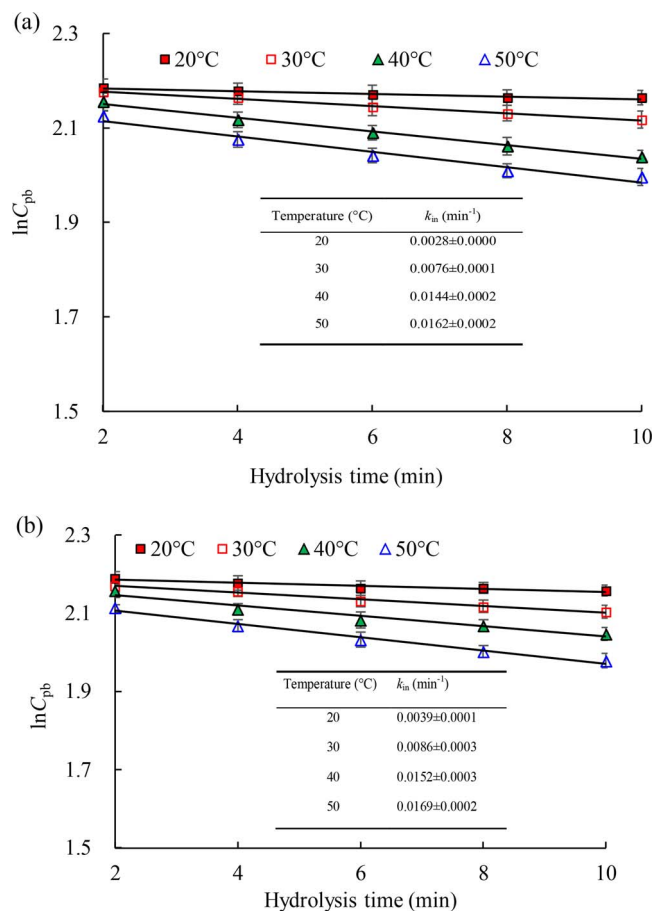 (a)
2.3
20°C 30°C 40°C 50°C
2.1
1.9
1.7
1.5
lnCpb
Temperature (°C) kin (min-1)
20 0.0028±0.0000
30 0.0076±0.0001
40 0.0144±0.0002
50 0.0162±0.0002
2 4 6 8 10
Hydrolysis time (min)
(b)
2.3
20°C 30°C 40°C 50°C
2.1
1.9
1.7
1.5
lnCpb
Temperature (°C) kin (min-1)
20 0.0039±0.0001
30 0.0086±0.0003
40 0.0152±0.0003
50 0.0169±0.0002
2 4 6 8 10
Hydrolysis time (min)